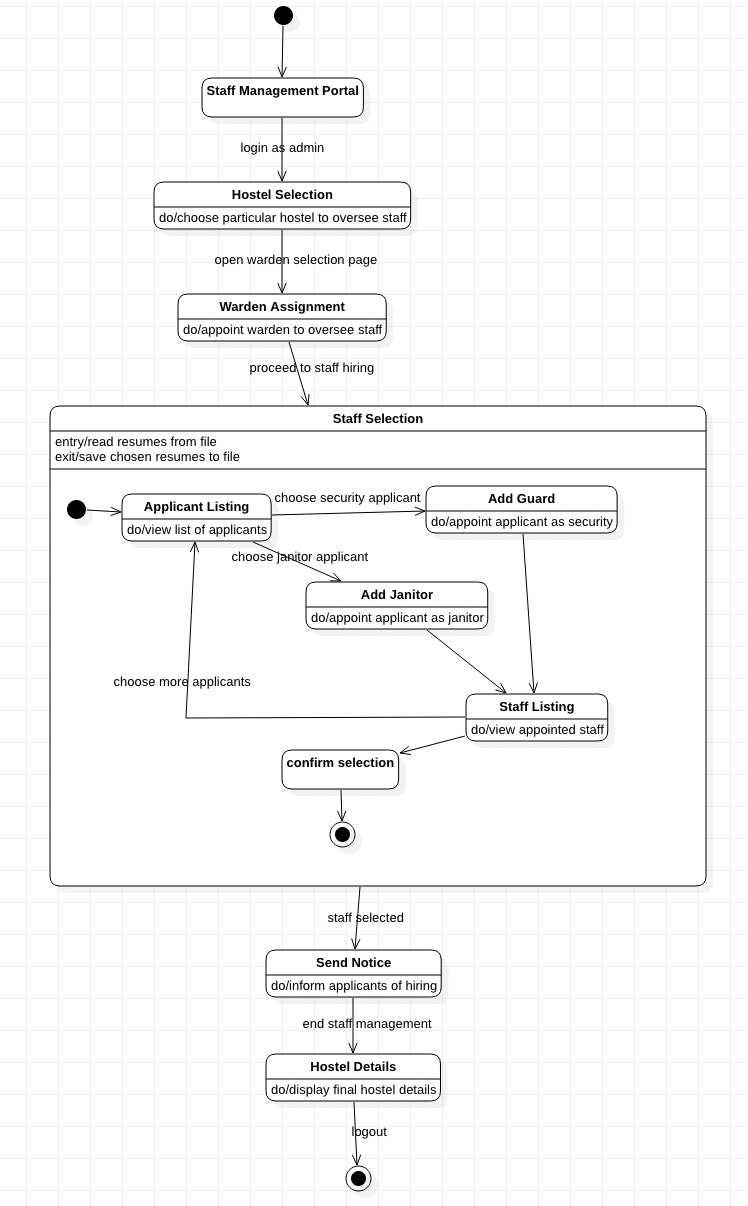 Staff Management Portal
login as admin
Hostel Selection
do/choose particular hostel to oversee staff
open warden selection page
Warden Assignment
do/appoint warden to oversee staff
proceed to staff hiring
Staff Selection
entry/read resumes from file
exit/save chosen resumes to file
Applicant Listing
do/view list of applicants
choose security applicant
Add Guard
do/appoint applicant as security
choose janitor applicant
Add Janitor
do/appoint applicant as janitor
choose more applicants
Staff Listing
do/view appointed staff
confirm selection
staff selected
Send Notice
do/inform applicants of hiring
end staff management
Hostel Details
do/display final hostel details
logout